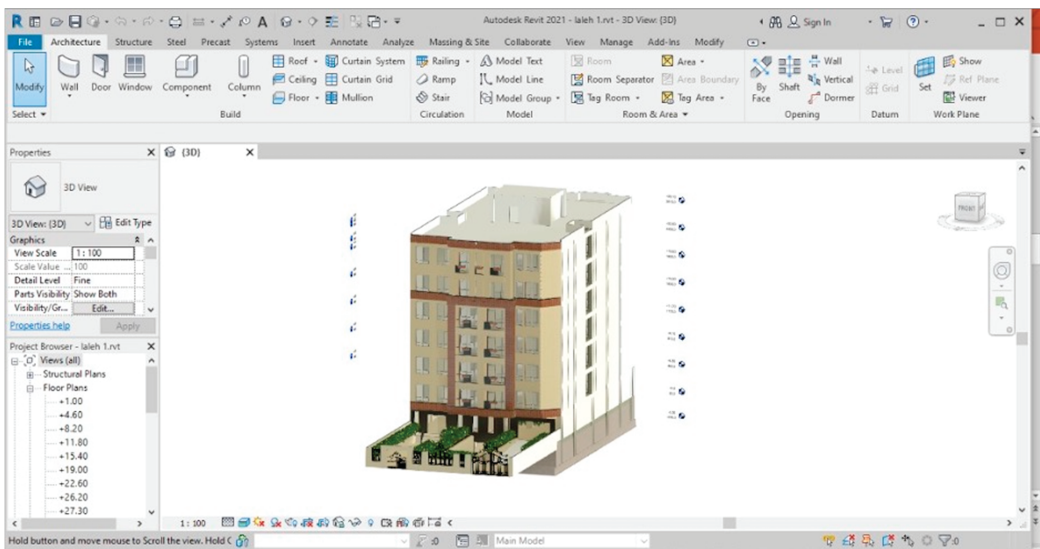 Autodesk Revit 2021 - laleh 1.rvt - 3D View: {3D}
Sign In
File Architecture Structure Steel Precast Systems Insert Annotate Analyze Massing & Site Collaborate View Manage Add-Ins Modify
Modify
Wall
Door
Window
Component
Column
Roof
Ceiling
Floor
Curtain System
Curtain Grid
Mullion
Railing
Ramp
Stair
Model Text
Model Line
Model Group
Room
Room Separator
Tag Room
Area
Area Boundary
Tag Area
By
Face
Shaft
Wall
Vertical
Dormer
Level
Grid
Set
Show
Ref Plane
Viewer
Select
Build
Circulation
Model
Room & Area
Opening
Datum
Work Plane
Properties X
{3D} X
3D View
3D View: {3D} Edit Type
Graphics
View Scale 1 : 100
Scale Value ... 100
Detail Level Fine
Parts Visibility Show Both
Visibility/Gr... Edit...
Properties help Apply
Project Browser - laleh 1.rvt X
Views (all)
Structural Plans
Floor Plans
+1.00
+4.60
+8.20
+11.80
+15.40
+19.00
+22.60
+26.20
+27.30
FRONT
1 : 100
Hold button and move mouse to Scroll the view. Hold C
:0
Main Model
:0